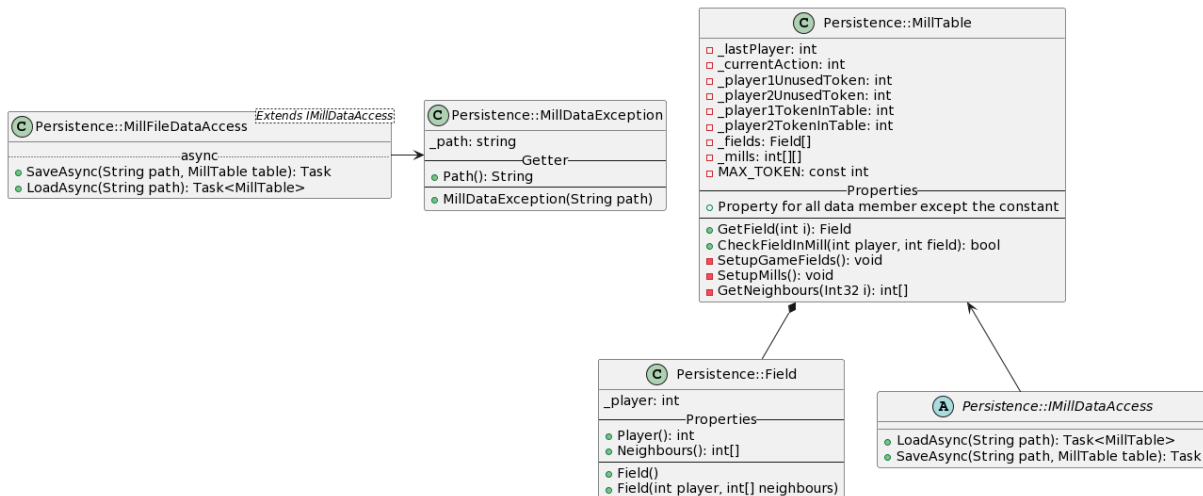 C Persistence::MillFileDataAccess
Extends IMillDataAccess
async
SaveAsync(String path, MillTable table): Task
LoadAsync(String path): Task<MillTable>
C Persistence::MillDataException
_path: string
Getter
Path(): String
MillDataException(String path)
C Persistence::MillTable
_lastPlayer: int
_currentAction: int
_player1UnusedToken: int
_player2UnusedToken: int
_player1TokenInTable: int
_player2TokenInTable: int
_fields: Field[]
_mills: int[][]
MAX_TOKEN: const int
Properties
Property for all data member except the constant
GetField(int i): Field
CheckFieldInMill(int player, int field): bool
SetupGameFields(): void
SetupMills(): void
GetNeighbours(Int32 i): int[]
C Persistence::Field
_player: int
Properties
Player(): int
Neighbours(): int[]
Field()
Field(int player, int[] neighbours)
A Persistence::IMillDataAccess
LoadAsync(String path): Task<MillTable>
SaveAsync(String path, MillTable table): Task